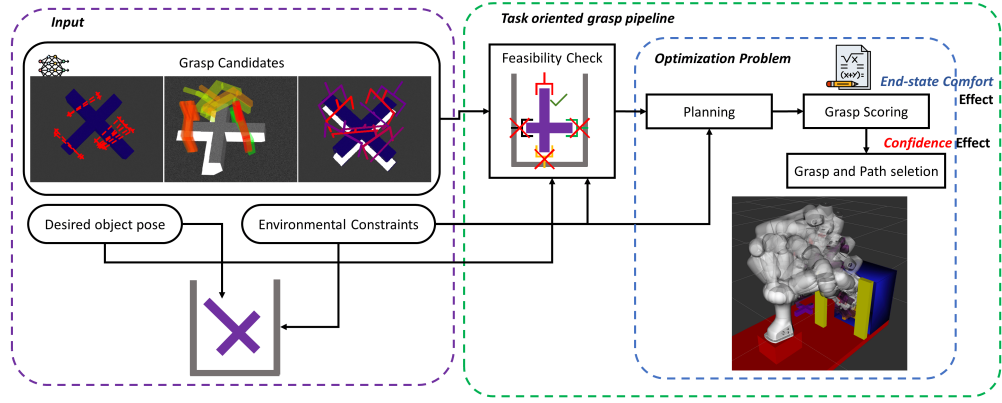 Input
Task oriented grasp pipeline
Grasp Candidates
Feasibility Check
Optimization Problem
√x
(x+y)=
End-state Comfort
Effect
Planning
Grasp Scoring
Confidence Effect
Grasp and Path seletion
Desired object pose
Environmental Constraints